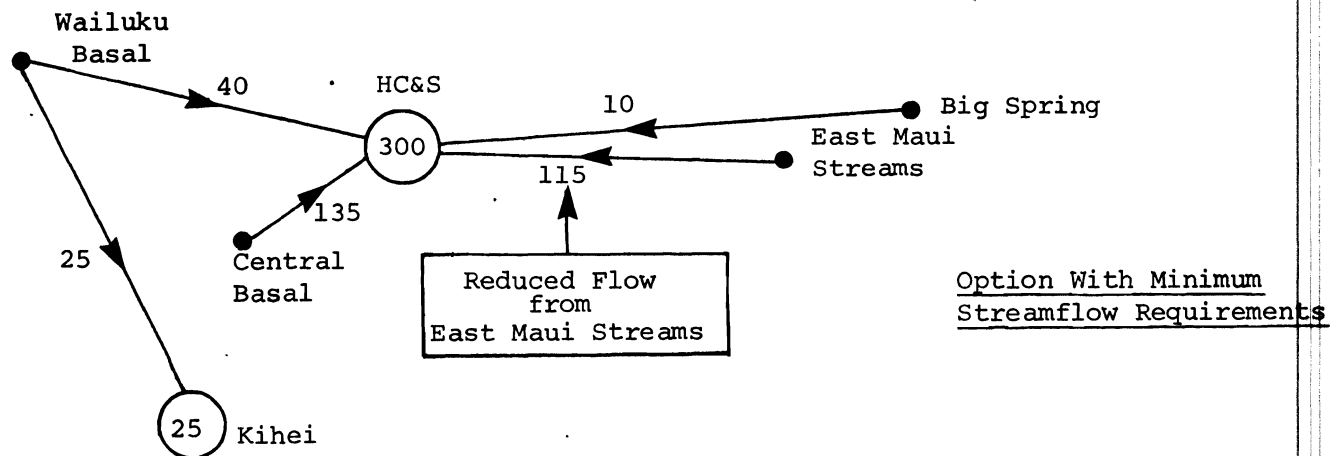 Wailuku
Basal
40
HC&S
300
10
Big Spring
East Maui
Streams
115
135
Central
Basal
25
Reduced Flow
from
East Maui Streams
Option With Minimum
Streamflow Requirements
25
Kihei